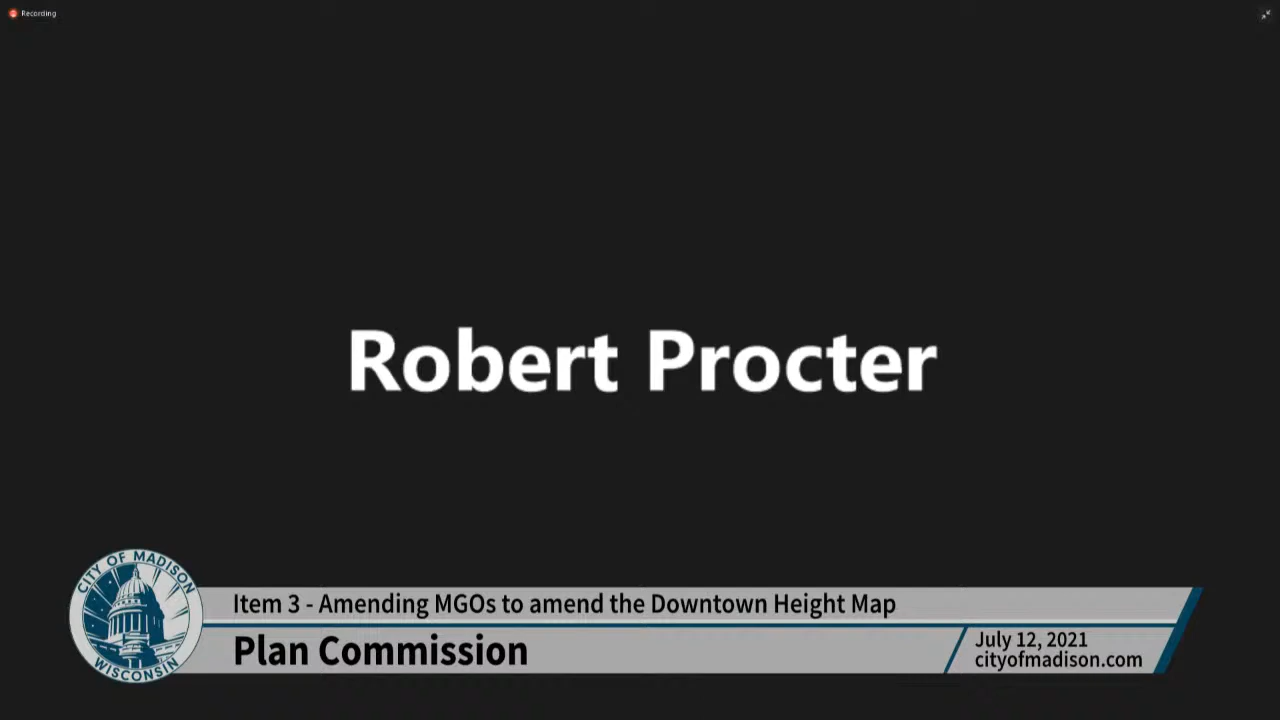 Recording
Robert Procter
CITY OF MADISON
WISCONSIN
Item 3 - Amending MGOs to amend the Downtown Height Map
Plan Commission
July 12, 2021
cityofmadison.com